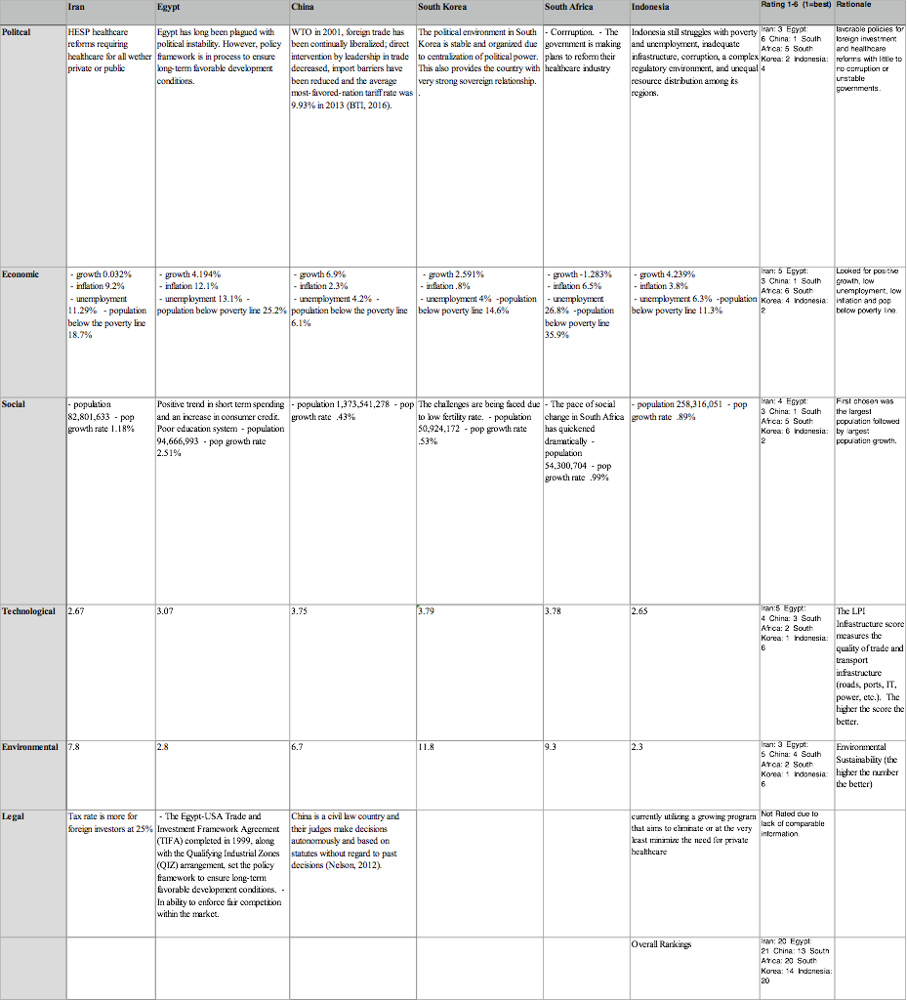 Iran
Egypt
China
South Korea
South Africa
Indonesia
Rating 1-6 (1=best)
Rationale
Politcal
HESP healthcare
reforms requiring
healthcare for all wether
private or public
Egypt has long been plagued with
political instability. However, policy
framework is in process to ensure
long-term favorable development
conditions.
WTO in 2001, foreign trade has
been continually liberalized; direct
intervention by leadership in trade
decreased, import barriers have
been reduced and the average
most-favored-nation tariff rate was
9.93% in 2013 (BTI, 2016).
The political environment in South
Korea is stable and organized due
to centralization of political power.
This also provides the country with
very strong sovereign relationship.
.
- Corrruption. - The
government is making
plans to reform their
healthcare industry
Indonesia still struggles with poverty
and unemployment, inadequate
infrastructure, corruption, a complex
regulatory environment, and unequal
resource distribution among its
regions.
Iran: 3 Egypt:
6 China: 1 South
Africa: 5 South
Korea: 2 Indonesia:
4
favorable policies for
foreign investment
and healthcare
reforms with little to
no corruption or
unstable
governments.
Economic
- growth 0.032%
- inflation 9.2%
- unemployment
11.29% - population
below the poverty line
18.7%
- growth 4.194%
- inflation 12.1%
- unemployment 13.1% -
population below poverty line 25.2%
- growth 6.9%
- inflation 2.3%
- unemployment 4.2% -
population below the poverty line
6.1%
- growth 2.591%
- inflation .8%
- unemployment 4% -population
below poverty line 14.6%
- growth -1.283%
- inflation 6.5%
- unemployment
26.8% -population
below poverty line
35.9%
- growth 4.239%
- inflation 3.8%
- unemployment 6.3% -population
below poverty line 11.3%
Iran: 5 Egypt:
3 China: 1 South
Africa: 6 South
Korea: 4 Indonesia:
2
Looked for positive
growth, low
unemployment, low
inflation and pop
below poverty line.
Social
- population
82,801,633 - pop
growth rate 1.18%
Positive trend in short term spending
and an increase in consumer credit.
Poor education system - population
94,666,993 - pop growth rate
2.51%
- population 1,373,541,278 - pop
growth rate .43%
The challenges are being faced due
to low fertility rate. - population
50,924,172 - pop growth rate
.53%
- The pace of social
change in South Africa
has quickened
dramatically -
population
54,300,704 - pop
growth rate .99%
- population 258,316,051 - pop
growth rate .89%
Iran: 4 Egypt:
3 China: 1 South
Africa: 5 South
Korea: 6 Indonesia:
2
First chosen was
the largest
population followed
by largest
population growth.
Technological
2.67
3.07
3.75
3.79
3.78
2.65
Iran:5 Egypt:
4 China: 3 South
Africa: 2 South
Korea: 1 Indonesia:
6
The LPI
Infrastructure score
measures the
quality of trade and
transport
infrastructure
(roads, ports, IT,
power, etc.). The
higher the score the
better.
Environmental
7.8
2.8
6.7
11.8
9.3
2.3
Iran: 3 Egypt:
5 China: 4 South
Africa: 2 South
Korea: 1 Indonesia:
6
Environmental
Sustainability (the
higher the number
the better)
Legal
Tax rate is more for
foreign investors at 25%
- The Egypt-USA Trade and
Investment Framework Agreement
(TIFA) completed in 1999, along
with the Qualifying Industrial Zones
(QIZ) arrangement, set the policy
framework to ensure long-term
favorable development conditions. -
In ability to enforce fair competition
within the market.
China is a civil law country and
their judges make decisions
autonomously and based on
statutes without regard to past
decisions (Nelson, 2012).
currently utilizing a growing program
that aims to eliminate or at the very
least minimize the need for private
healthcare
Not Rated due to
lack of comparable
information.
Overall Rankings
Iran: 20 Egypt:
21 China: 13 South
Africa: 20 South
Korea: 14 Indonesia:
20